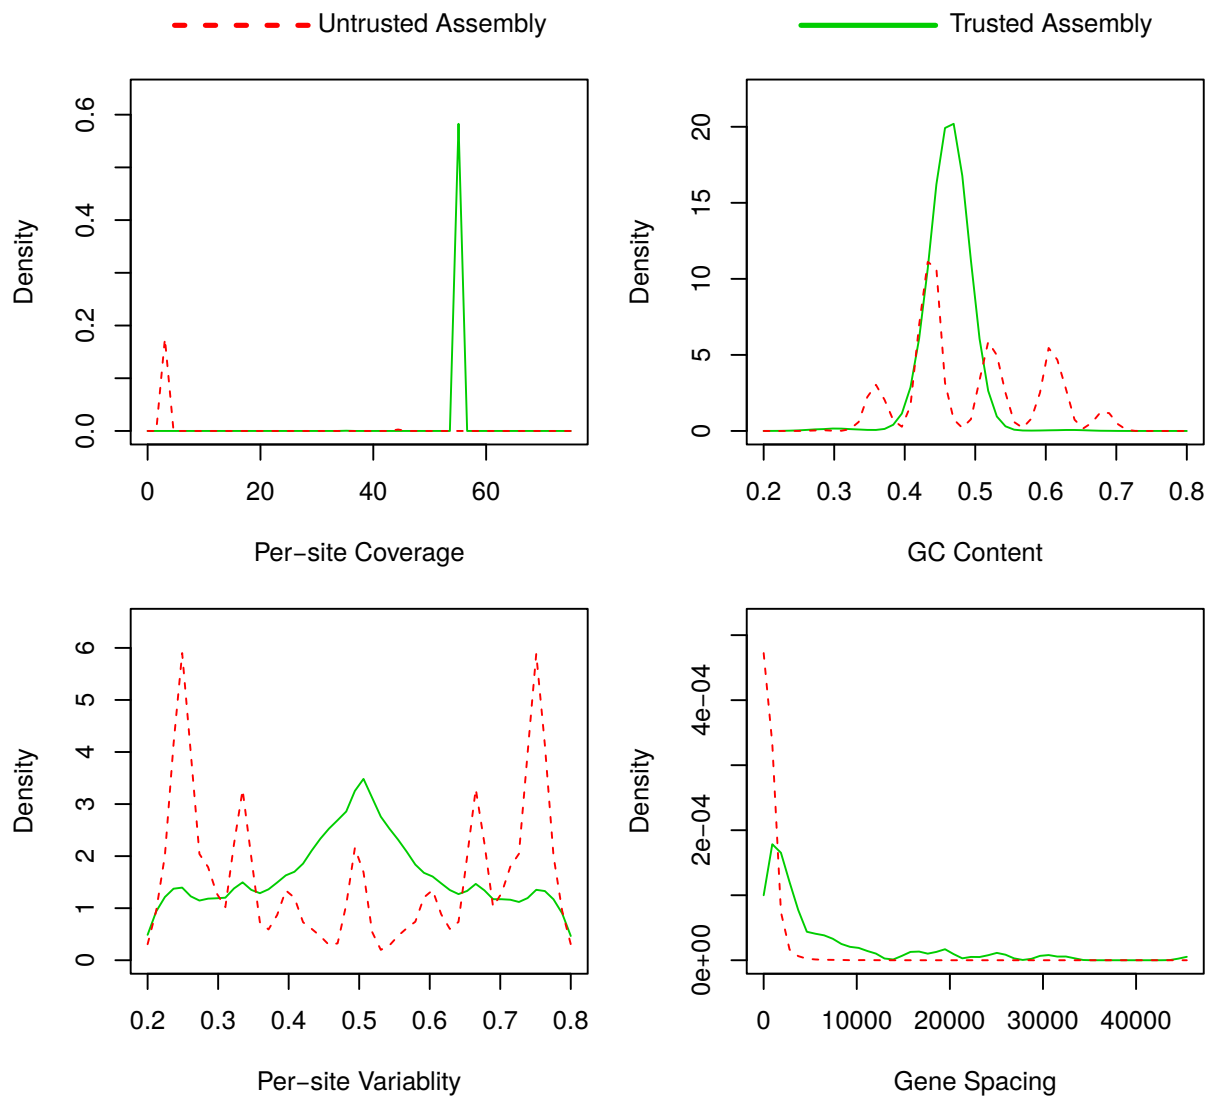 Untrusted Assembly
Trusted Assembly
Density
0.0 0.2 0.4 0.6
0 20 40 60
Per−site Coverage
Density
0 5 10 15 20
0.2 0.3 0.4 0.5 0.6 0.7 0.8
GC Content
Density
0 1 2 3 4 5 6
0.2 0.3 0.4 0.5 0.6 0.7 0.8
Per−site Variablity
Density
0e+00 2e−04 4e−04
0 10000 20000 30000 40000
Gene Spacing